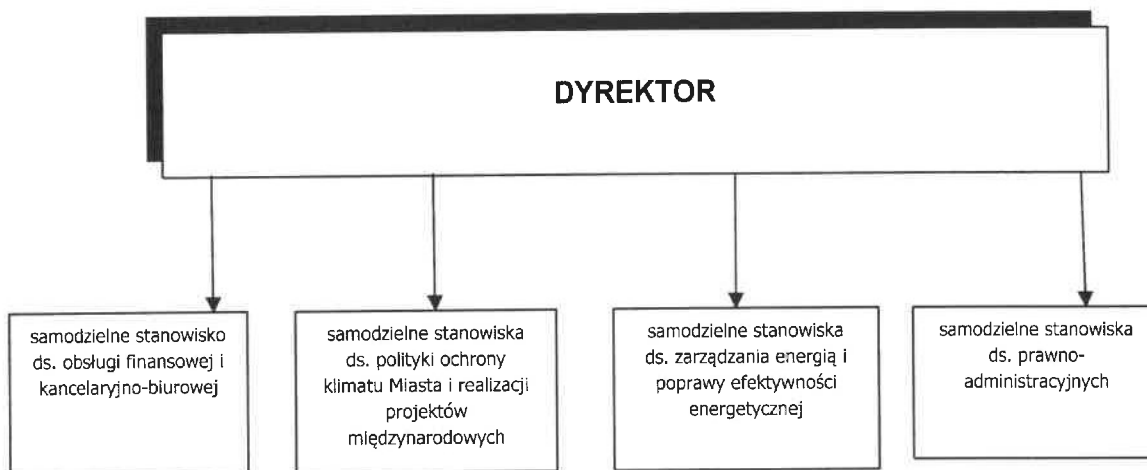 DYREKTOR
samodzielne stanowisko
ds. obsługi finansowej i
kancelaryjno-biurowej
samodzielne stanowiska
ds. polityki ochrony
klimatu Miasta i realizacji
projektów
międzynarodowych
samodzielne stanowiska
ds. zarządzania energią i
poprawy efektywności
energetycznej
samodzielne stanowiska
ds. prawno-
administracyjnych